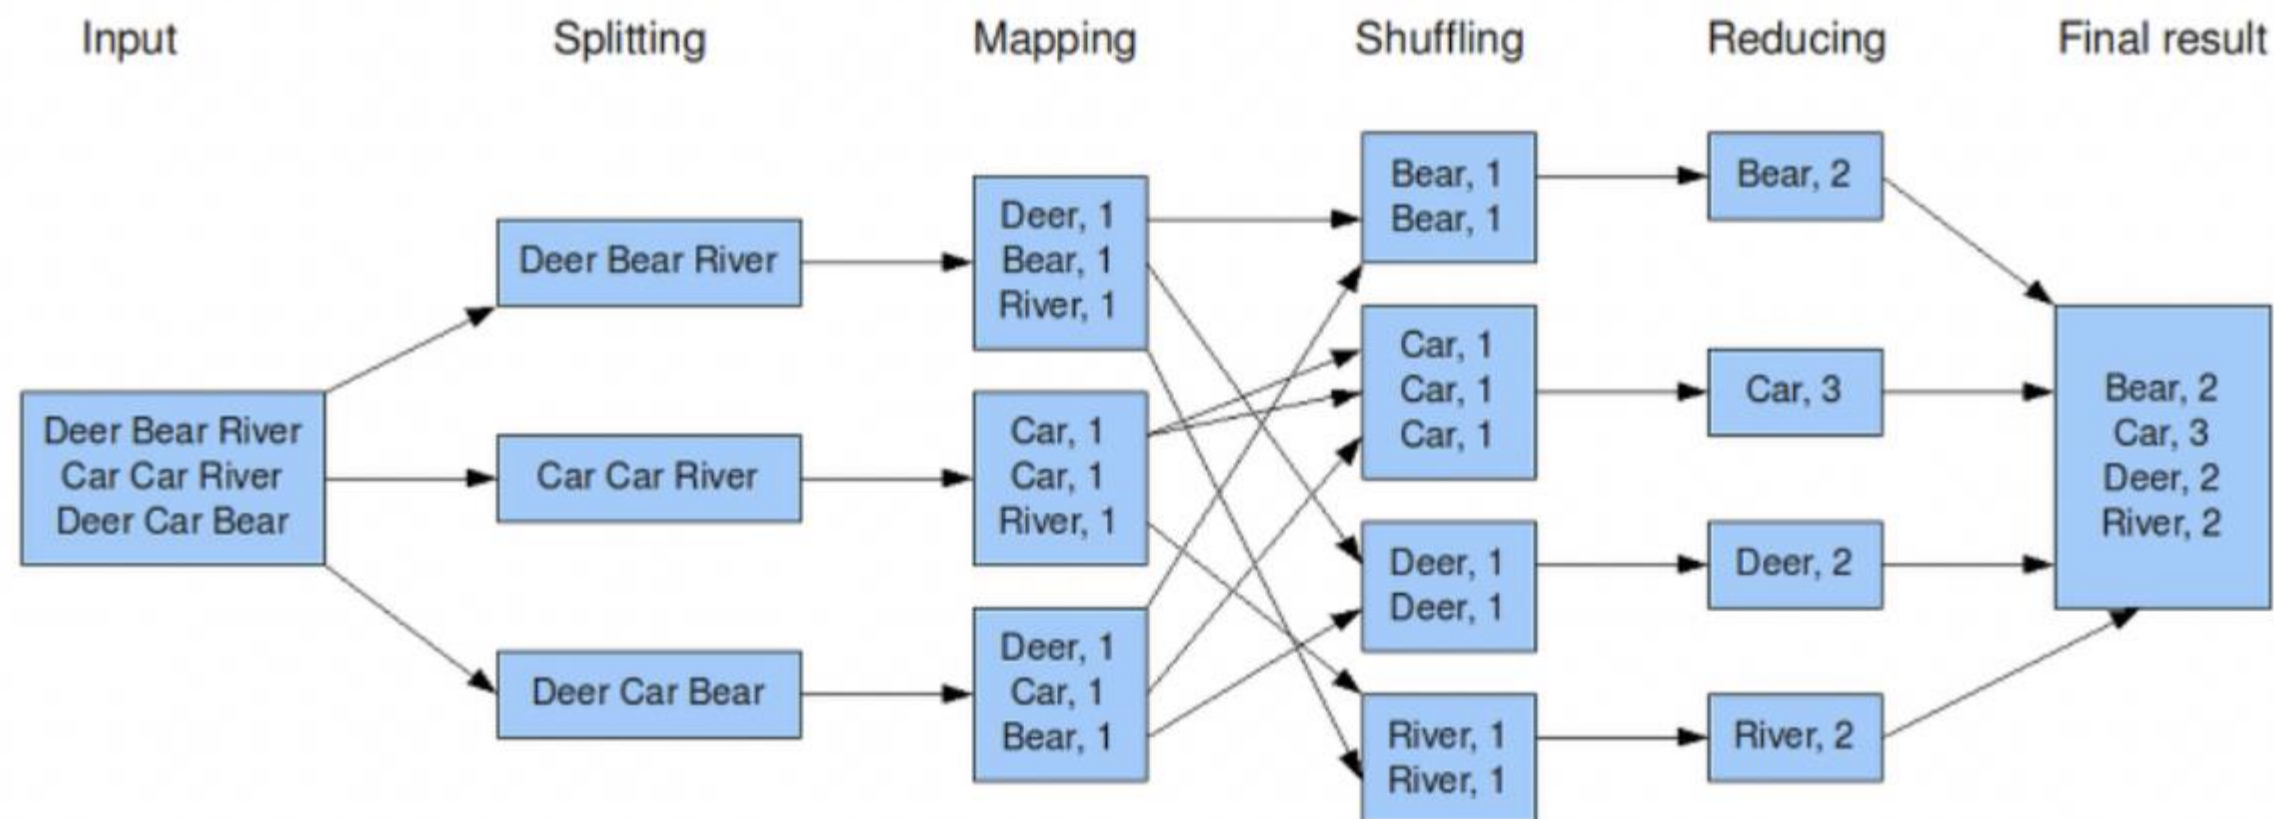 Input
Splitting
Mapping
Shuffling
Reducing
Final result
Deer Bear River
Car Car River
Deer Car Bear
Deer Bear River
Car Car River
Deer Car Bear
Deer, 1
Bear, 1
River, 1
Car, 1
Car, 1
River, 1
Deer, 1
Car, 1
Bear, 1
Bear, 1
Bear, 1
Car, 1
Car, 1
Car, 1
Deer, 1
Deer, 1
River, 1
River, 1
Bear, 2
Car, 3
Deer, 2
River, 2
Bear, 2
Car, 3
Deer, 2
River, 2